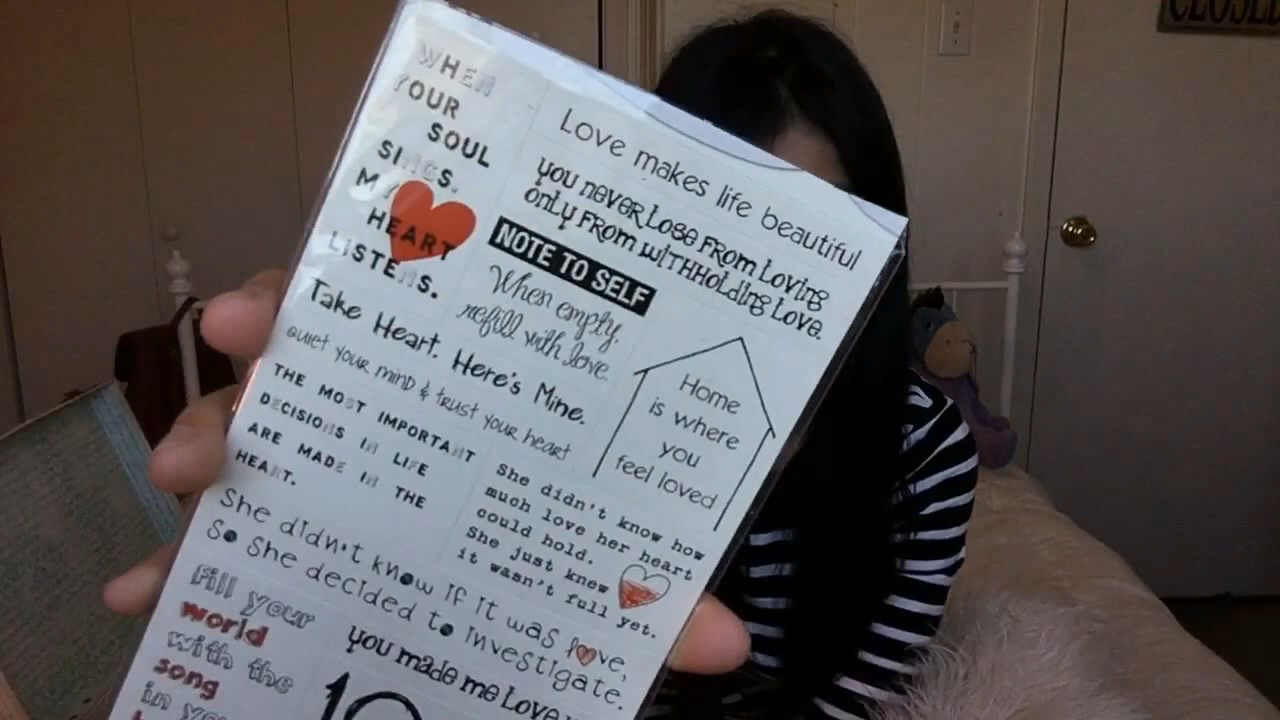 WHEN
YOUR
SOUL
SINGS.
MY
HEART
LISTENS.
Love makes life beautiful
you never lose from loving
only from withholding love.
NOTE TO SELF
When empty,
refill with love.
Take Heart. Here's Mine.
quiet your mind & trust your heart
Home
is where
you
feel loved
THE MOST IMPORTANT
DECISIONS IN LIFE
ARE MADE IN THE
HEART.
She didn't know how
much love her heart
could hold.
She just knew
it wasn't full yet.
She didn't know if it was love,
So she decided to investigate.
fill your
world
with the
song
in
you made me Love
10
CLOSED